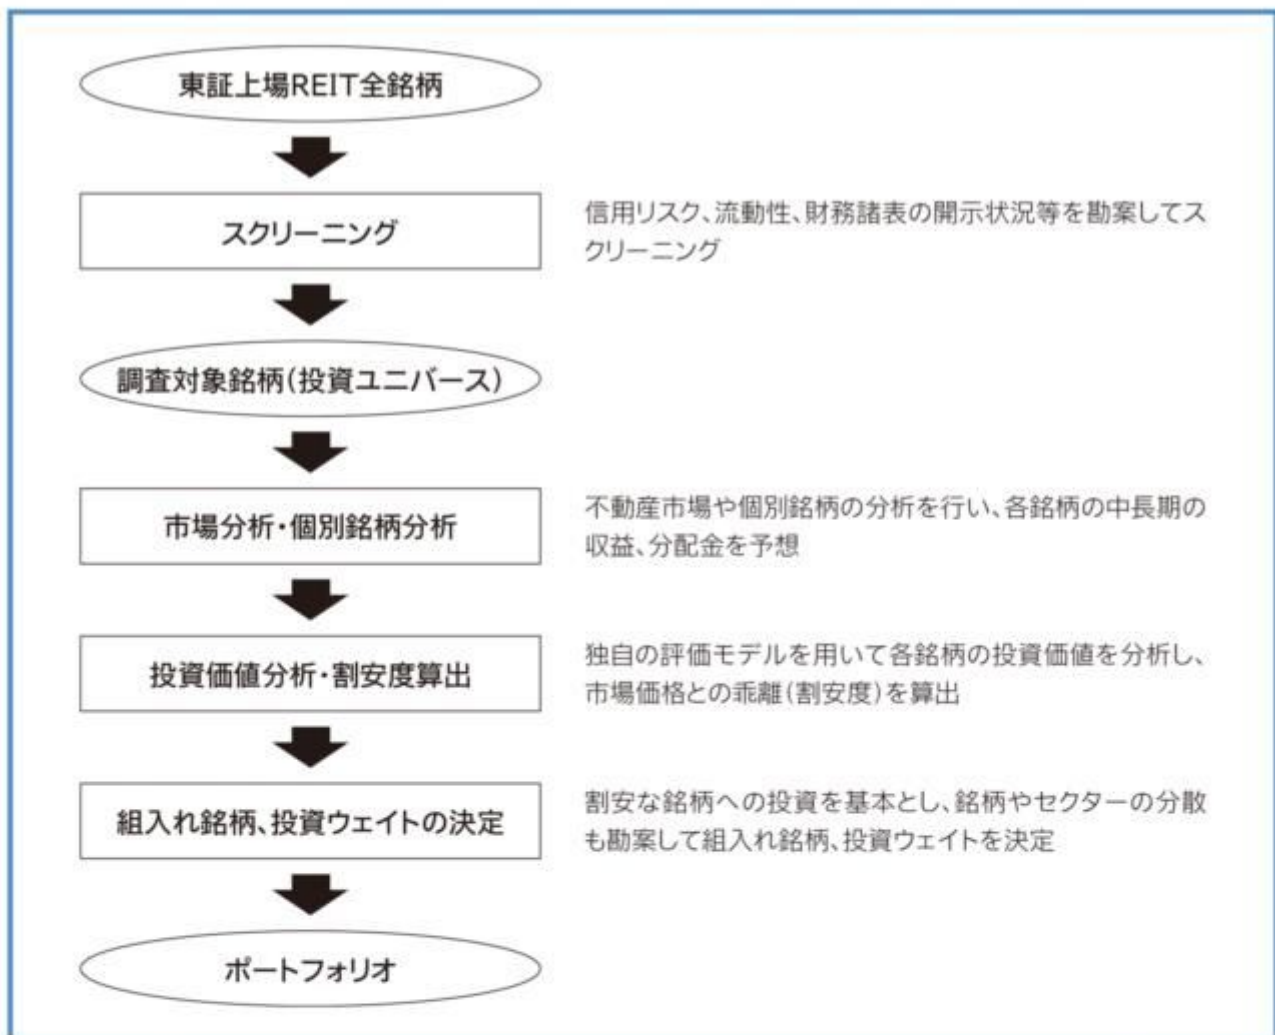 東証上場REIT全銘柄
スクリーニング
信用リスク、流動性、財務諸表の開示状況等を勘案してス
クリーニング
調査対象銘柄(投資ユニバース)
市場分析・個別銘柄分析
不動産市場や個別銘柄の分析を行い、各銘柄の中長期の
収益、分配金を予想
投資価値分析・割安度算出
独自の評価モデルを用いて各銘柄の投資価値を分析し、
市場価格との乖離(割安度)を算出
組入れ銘柄、投資ウェイトの決定
割安な銘柄への投資を基本とし、銘柄やセクターの分散
も勘案して組入れ銘柄、投資ウェイトを決定
ポートフォリオ